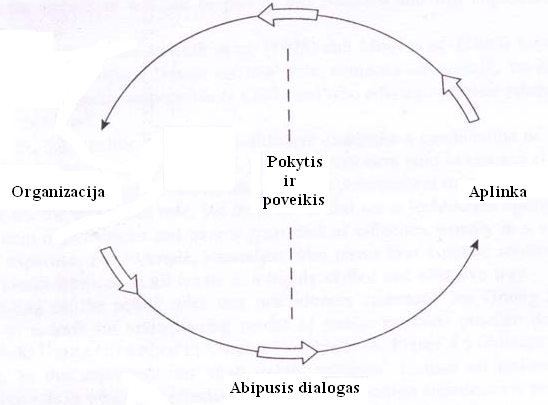 Pokytis
ir
poveikis
Organizacija
Aplinka
Abipusis dialogas